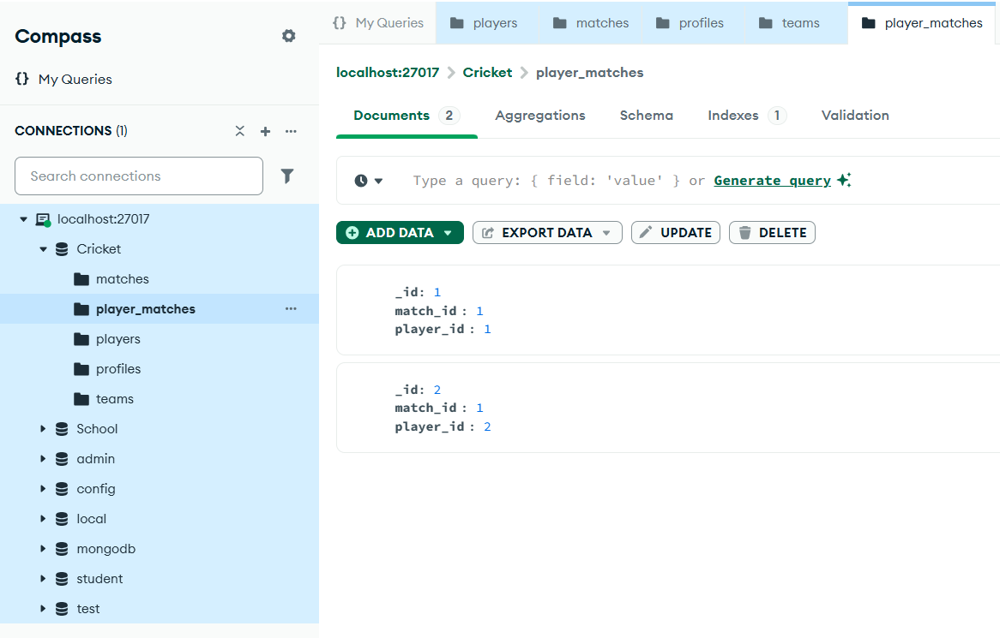 Compass
{} My Queries
CONNECTIONS (1)
Search connections
localhost:27017
Cricket
matches
player_matches
players
profiles
teams
School
admin
config
local
mongodb
student
test
{} My Queries
players
matches
profiles
teams
player_matches
localhost:27017 > Cricket > player_matches
Documents 2 Aggregations Schema Indexes 1 Validation
Type a query: { field: 'value' } or Generate query
ADD DATA EXPORT DATA UPDATE DELETE
_id: 1
match_id : 1
player_id : 1
_id: 2
match_id : 1
player_id : 2